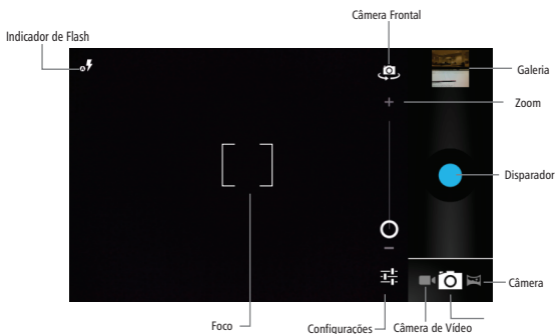 Câmera Frontal
Indicador de Flash
Galeria
Zoom
Disparador
Câmera
Foco
Configurações
Câmera de Vídeo